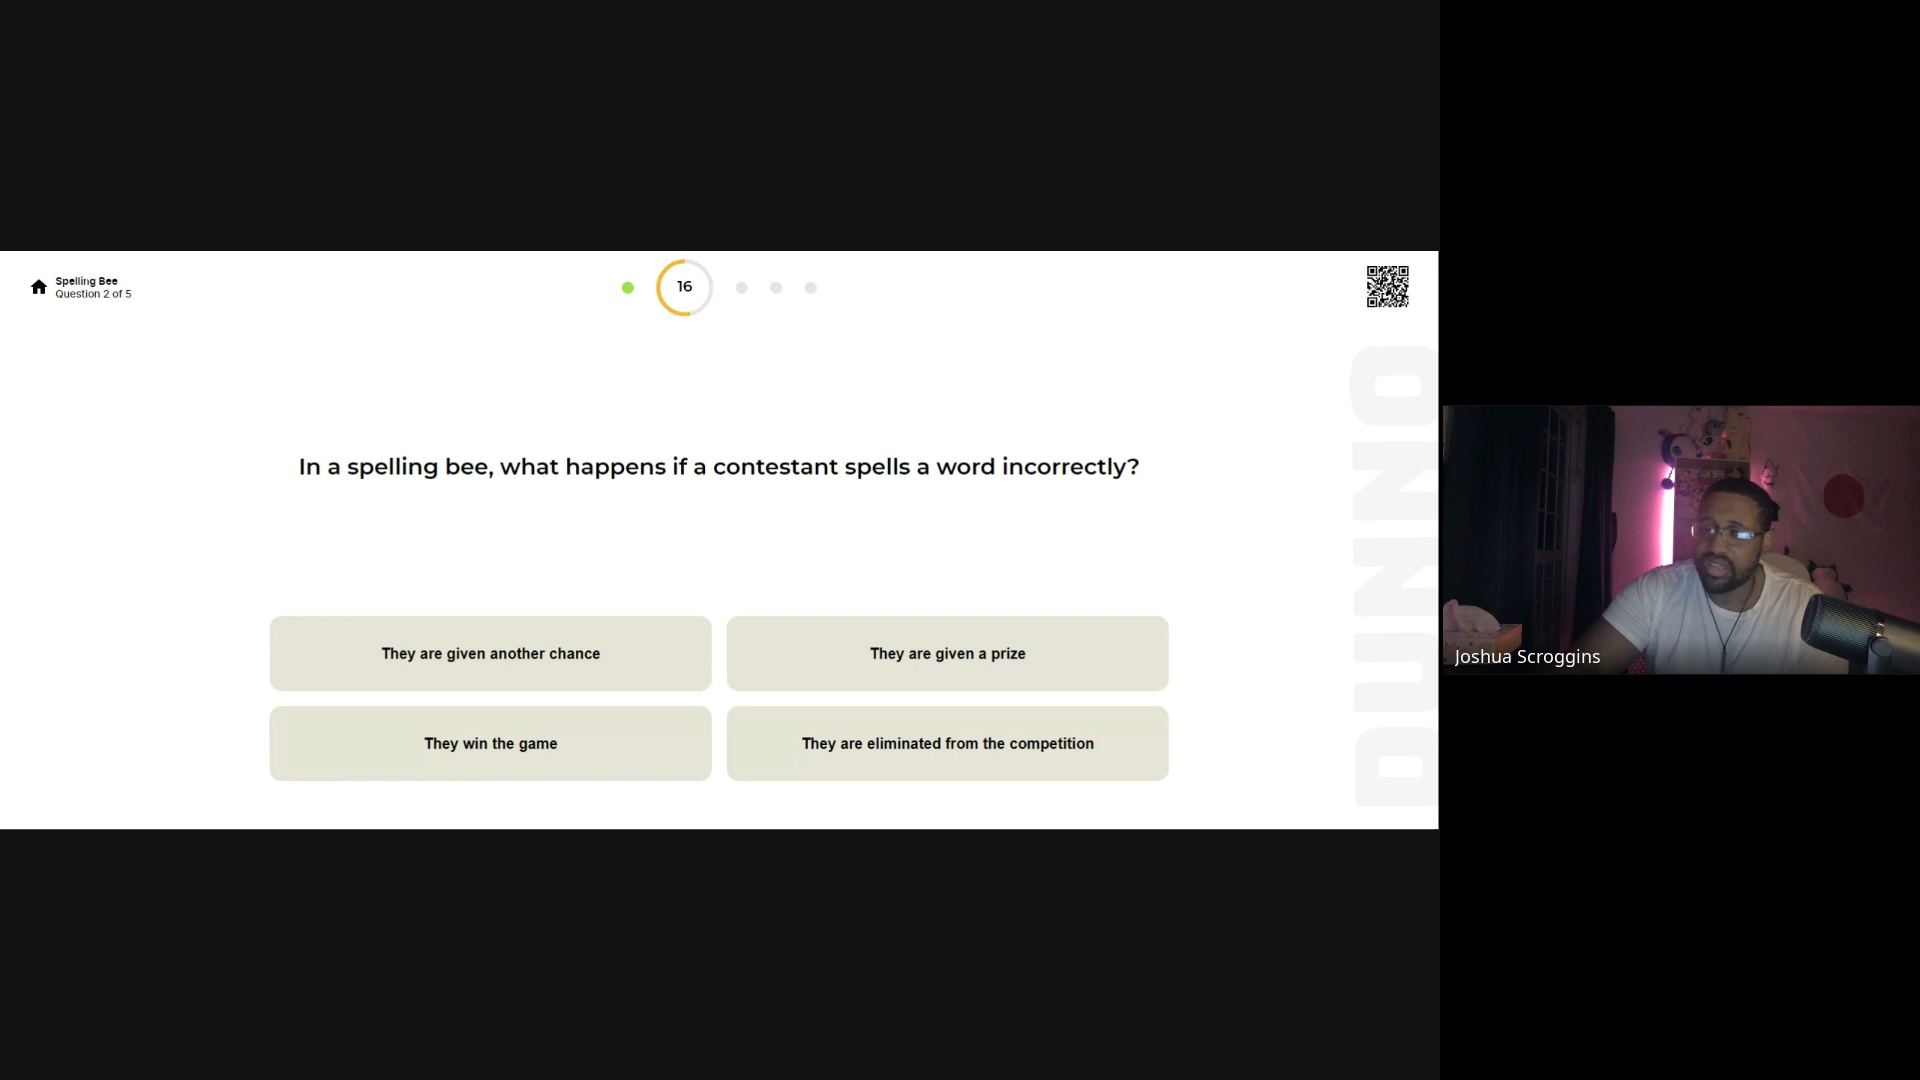 Spelling Bee
Question 2 of 5
16
In a spelling bee, what happens if a contestant spells a word incorrectly?
They are given another chance
They are given a prize
They win the game
They are eliminated from the competition
DUNNO
Joshua Scroggins